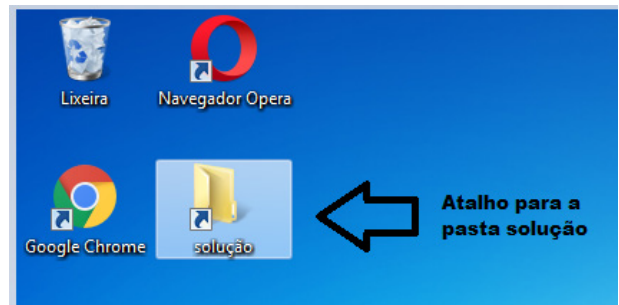 Lixeira
Navegador Opera
Google Chrome
solução
Atalho para a
pasta solução